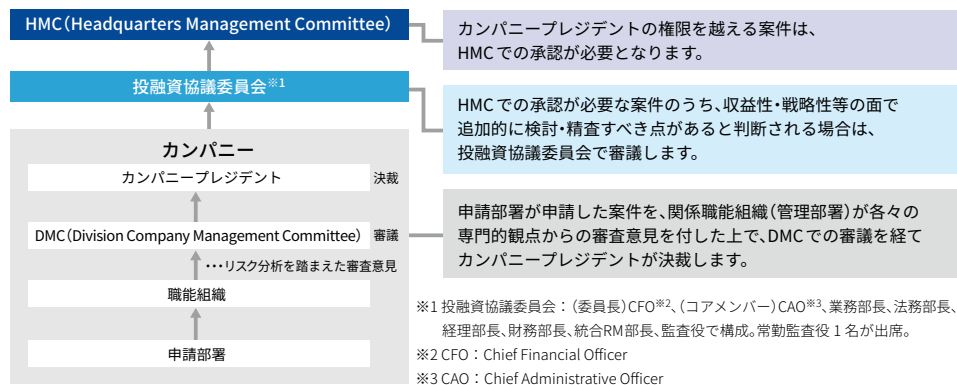 HMC（Headquarters Management Committee）
カンパニープレジデントの権限を越える案件は、
HMCでの承認が必要となります。
投融資協議委員会※1
HMCでの承認が必要な案件のうち、収益性・戦略性等の面で
追加的に検討・精査すべき点があると判断される場合は、
投融資協議委員会で審議します。
カンパニー
カンパニープレジデント
決裁
DMC（Division Company Management Committee）
審議
・・・リスク分析を踏まえた審査意見
職能組織
申請部署
申請部署が申請した案件を、関係職能組織（管理部署）が各々の
専門的観点からの審査意見を付した上で、DMCでの審議を経て
カンパニープレジデントが決裁します。
※1 投融資協議委員会：（委員長）CFO※2、（コアメンバー）CAO※3、業務部長、法務部長、
経理部長、財務部長、統合RM部長、監査役で構成。常勤監査役1名が出席。
※2 CFO：Chief Financial Officer
※3 CAO：Chief Administrative Officer